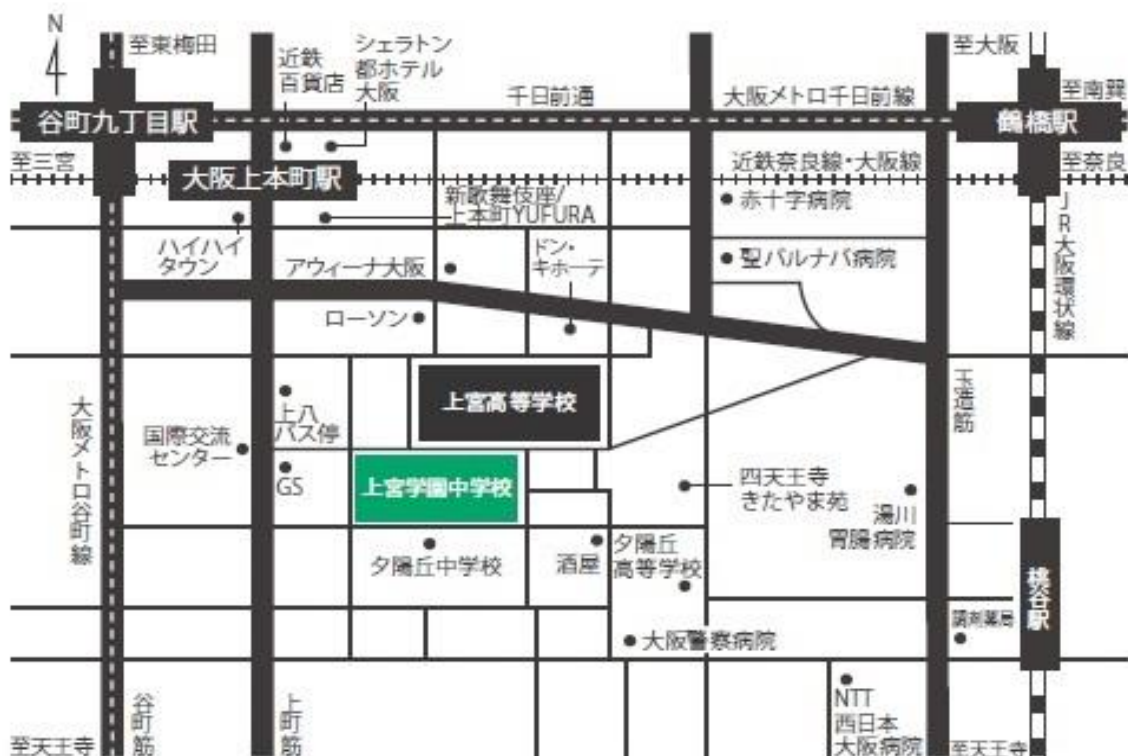 N
至東梅田
近鉄
百貨店
シェラトン
都ホテル
大阪
千日前通
大阪メトロ千日前線
至大阪
至南巽
谷町九丁目駅
鶴橋駅
至三宮
大阪上本町駅
近鉄奈良線・大阪線
至奈良
新歌舞伎座/
上本町YUFURA
赤十字病院
ハイハイ
タウン
アウィーナ大阪
ドン・
キホーテ
聖バルナバ病院
JR大阪環状線
ローソン
上宮高等学校
玉造筋
大阪メトロ谷町線
国際交流
センター
上八
バス停
GS
上宮学園中学校
四天王寺
きたやま苑
湯川
胃腸病院
夕陽丘中学校
酒屋
夕陽丘
高等学校
桃谷駅
調剤薬局
大阪警察病院
NTT
西日本
大阪病院
谷町筋
上町筋
至天王寺
至天王寺